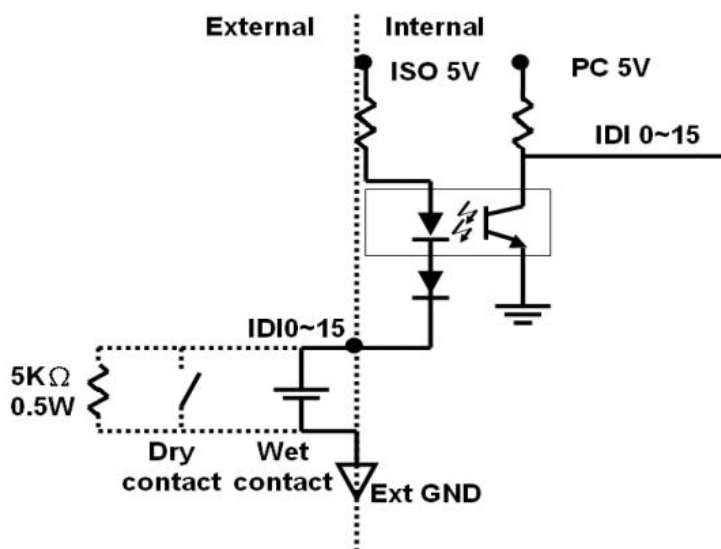 External Internal
ISO 5V PC 5V
IDI 0~15
IDI0~15
5KΩ
0.5W
Dry contact
Wet contact
Ext GND